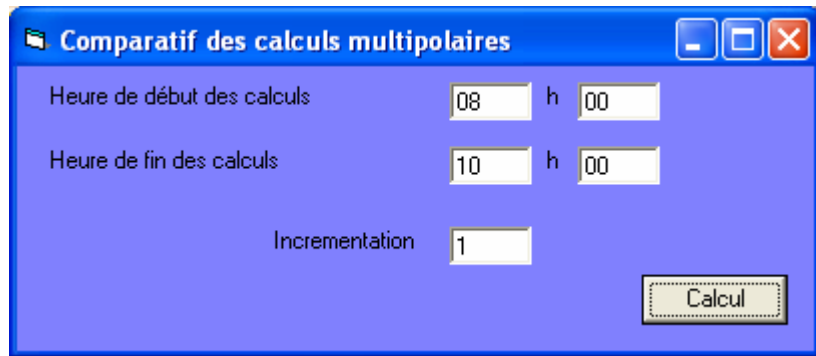 Comparatif des calculs multipolaires
Heure de début des calculs 08 h 00
Heure de fin des calculs 10 h 00
Incrementation 1
Calcul